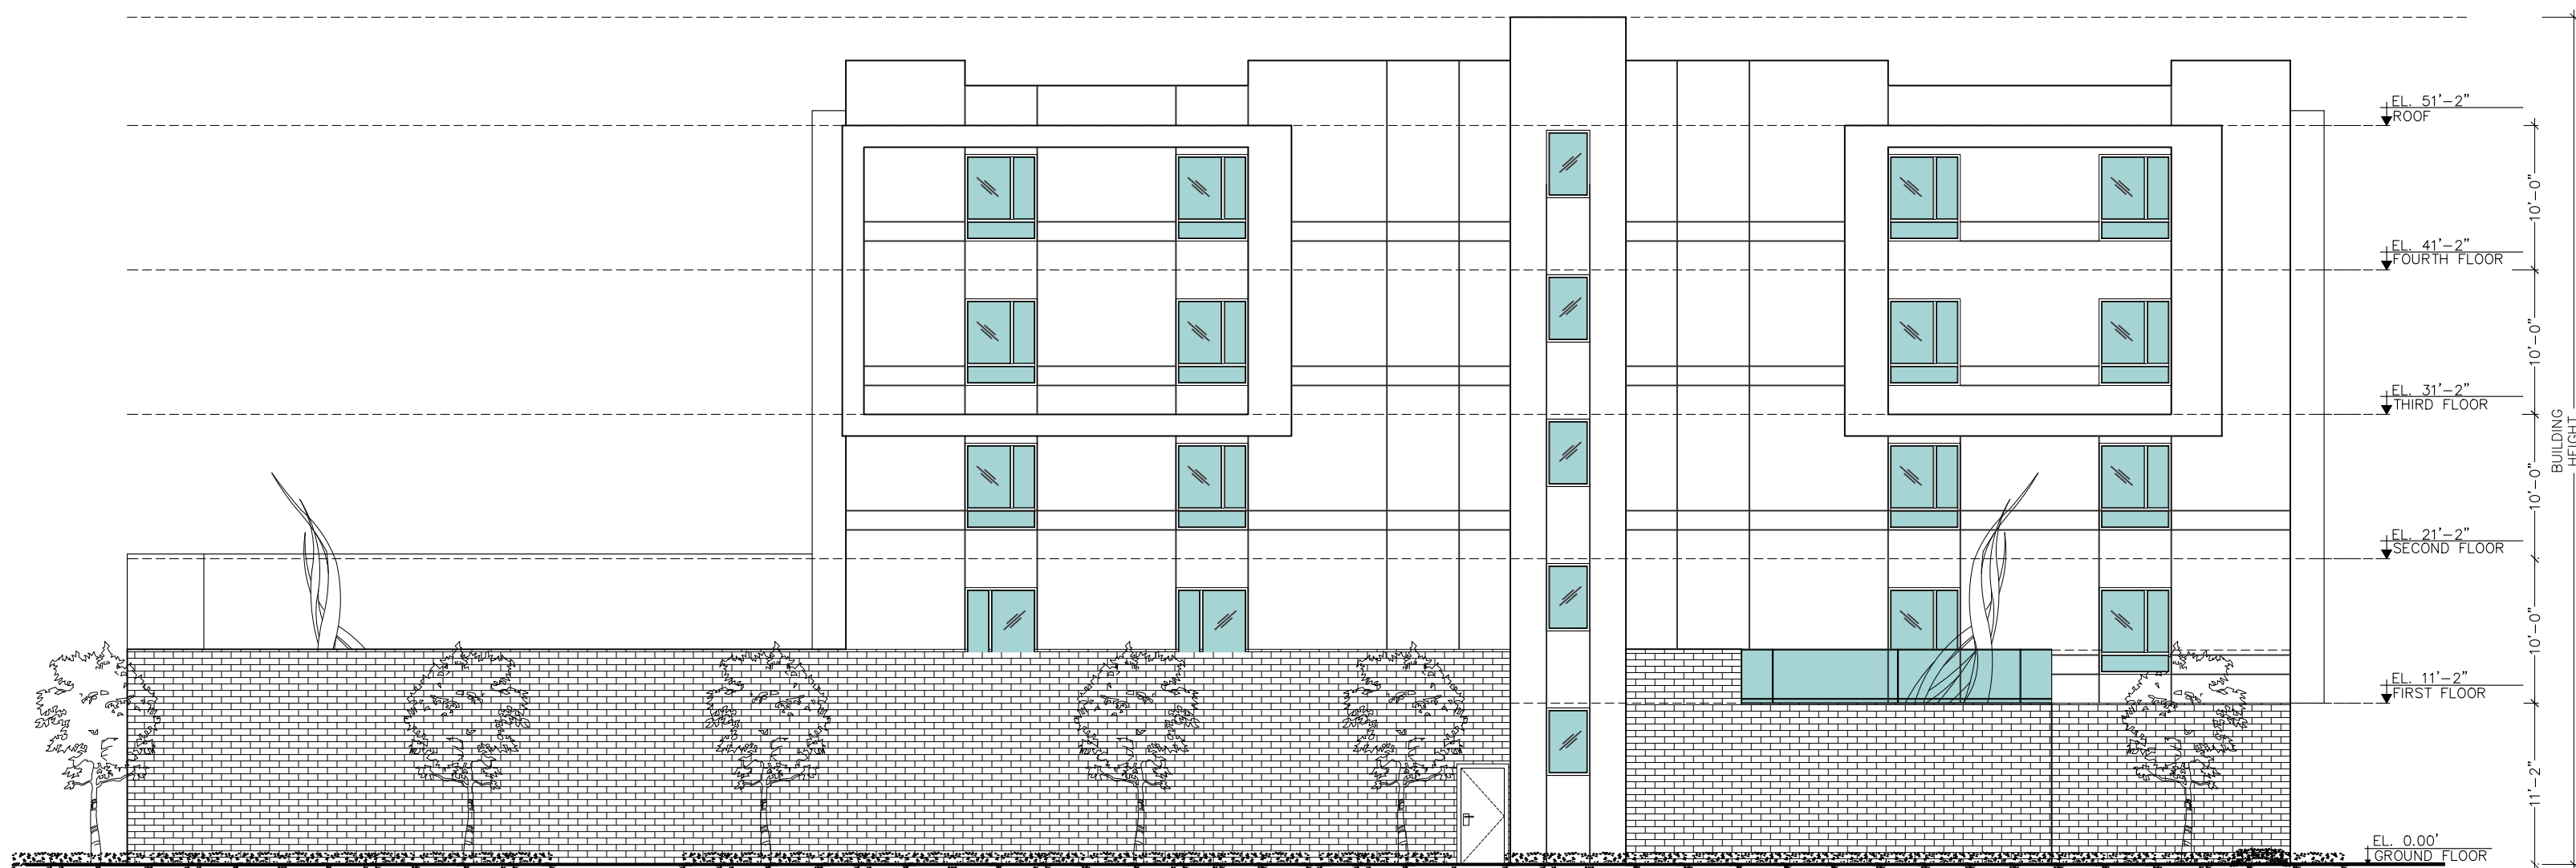 EL. 51'-2"
ROOF
10'-0"
EL. 41'-2"
FOURTH FLOOR
10'-0"
EL. 31'-2"
THIRD FLOOR
BUILDING
HEIGHT
10'-0"
EL. 21'-2"
SECOND FLOOR
10'-0"
EL. 11'-2"
FIRST FLOOR
11'-2"
EL. 0.00'
GROUND FLOOR